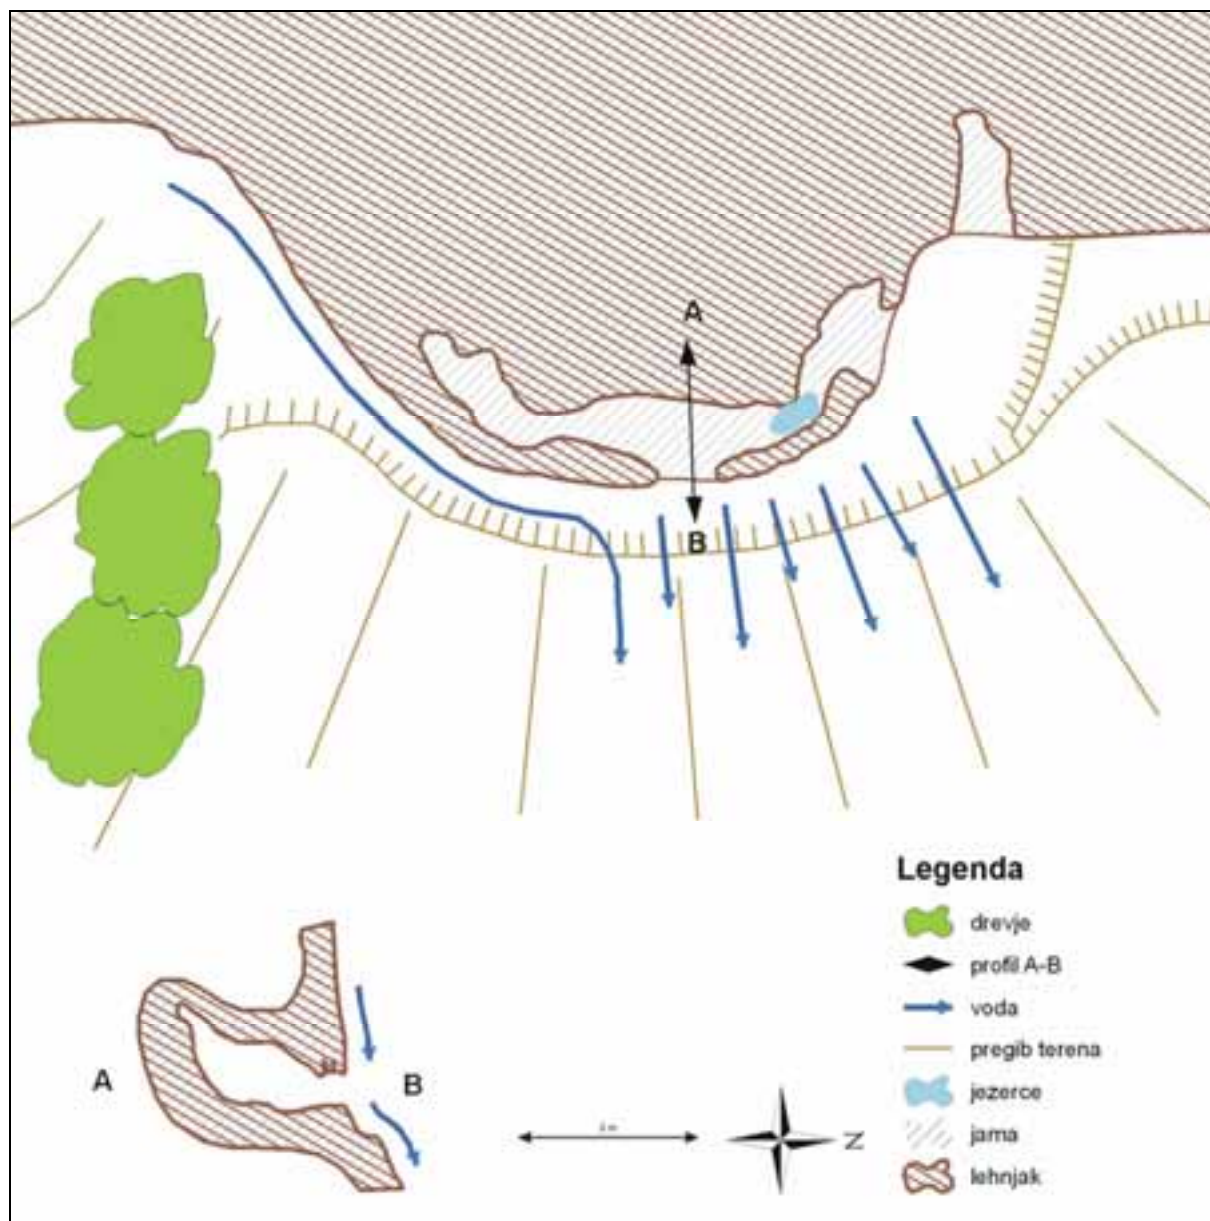 A
B
Legenda
drevje
profil A-B
voda
pregib terena
jezerce
jama
lehnjak
A
B
N